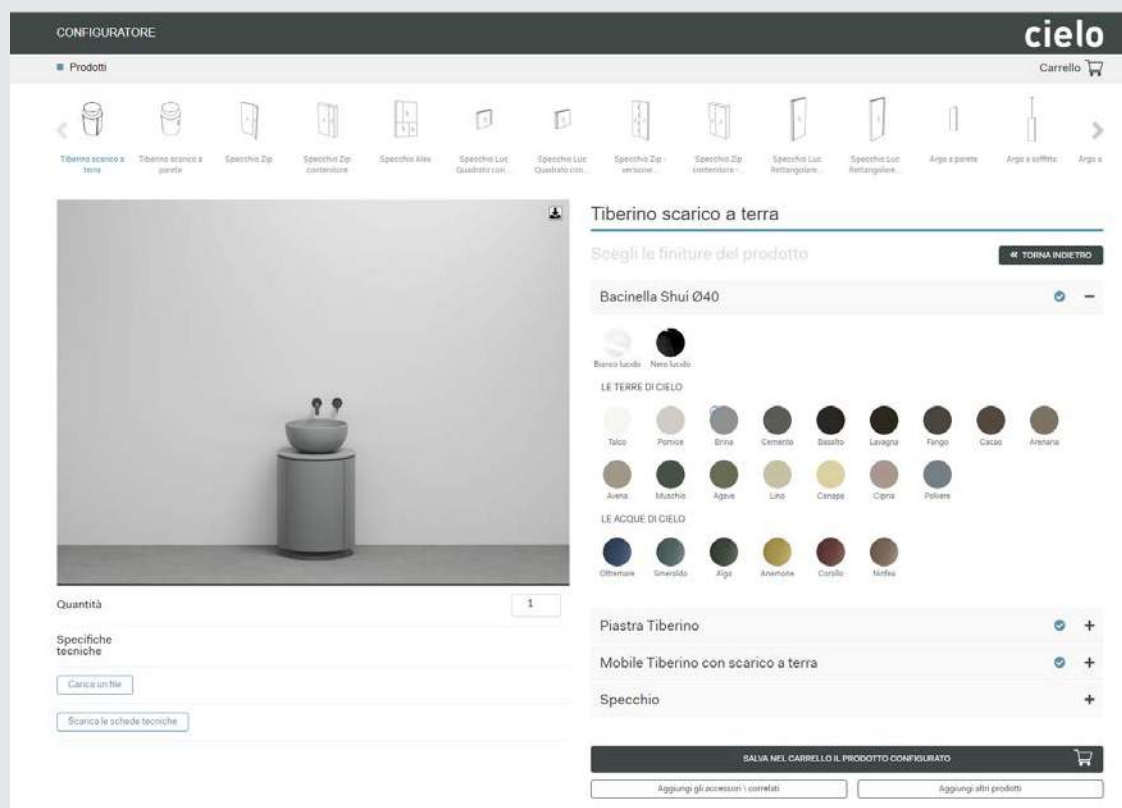 CONFIGURATORE
cielo
Prodotti
Carrello
Tiberino scarico a terra
Tiberino scarico a parete
Specchio Zip
Specchio Zip contenitore
Specchio Alex
Specchio Luc Quadrato con...
Specchio Luc Quadrato con...
Specchio Zip - versione...
Specchio Zip contenitore -...
Specchio Luc Rettangolare...
Specchio Luc Rettangolare...
Argo a parete
Argo a soffitto
Argo a
Tiberino scarico a terra
Scegli le finiture del prodotto
« TORNA INDIETRO
Bacinella Shui Ø40
Bianco lucido Nero lucido
LE TERRE DI CIELO
Talco Pomice Brina Cemento Basalto Lavagna Fango Cacao Arenaria
Avena Muschio Agave Lino Canapa Cipria Polvere
LE ACQUE DI CIELO
Oltremare Smeraldo Alga Anemone Corallo Ninfea
Quantità 1
Specifiche
tecniche
Carica un file
Scarica le schede tecniche
Piastra Tiberino
Mobile Tiberino con scarico a terra
Specchio
SALVA NEL CARRELLO IL PRODOTTO CONFIGURATO
Aggiungi gli accessori \ correlati
Aggiungi altri prodotti